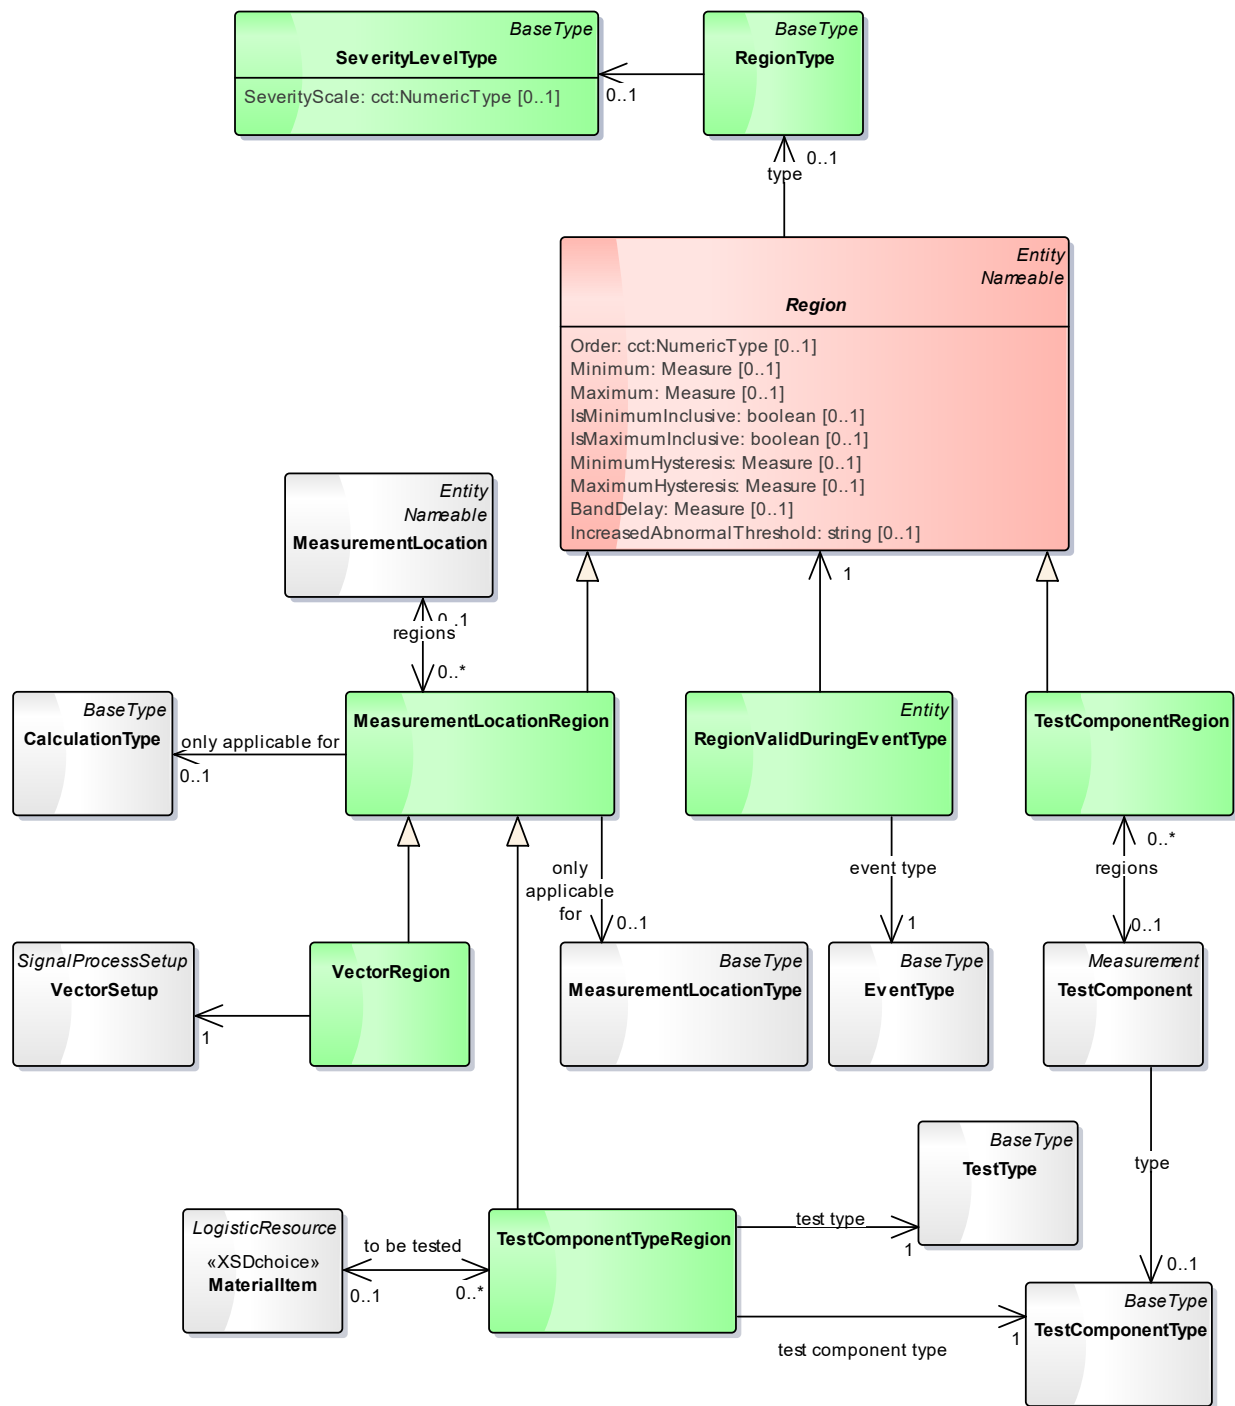 BaseType
SeverityLevelType
SeverityScale: cct:NumericType [0..1]
0..1
BaseType
RegionType
0..1
type
Entity
Nameable
Region
Order: cct:NumericType [0..1]
Minimum: Measure [0..1]
Maximum: Measure [0..1]
IsMinimumInclusive: boolean [0..1]
IsMaximumInclusive: boolean [0..1]
MinimumHysteresis: Measure [0..1]
MaximumHysteresis: Measure [0..1]
BandDelay: Measure [0..1]
IncreasedAbnormalThreshold: string [0..1]
Entity
Nameable
MeasurementLocation
1
0..1
regions
0..*
BaseType
CalculationType
only applicable for
0..1
MeasurementLocationRegion
Entity
RegionValidDuringEventType
TestComponentRegion
only
applicable
for
0..1
event type
1
0..*
regions
0..1
SignalProcessSetup
VectorSetup
1
VectorRegion
BaseType
MeasurementLocationType
BaseType
EventType
Measurement
TestComponent
BaseType
TestType
type
0..1
LogisticResource
«XSDchoice»
MaterialItem
to be tested
0..1
0..*
TestComponentTypeRegion
test type
1
test component type
1
BaseType
TestComponentType